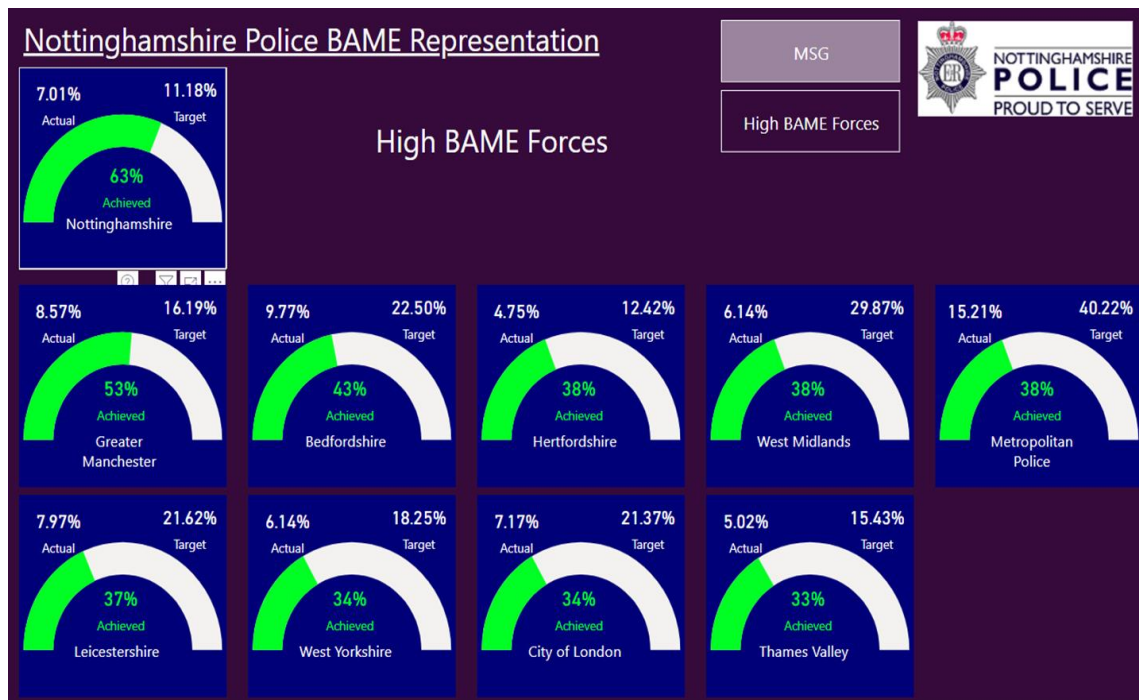 Nottinghamshire Police BAME Representation
MSG
High BAME Forces
NOTTINGHAMSHIRE
POLICE
PROUD TO SERVE
High BAME Forces
7.01%
Actual
11.18%
Target
63%
Achieved
Nottinghamshire
8.57%
Actual
16.19%
Target
53%
Achieved
Greater
Manchester
9.77%
Actual
22.50%
Target
43%
Achieved
Bedfordshire
4.75%
Actual
12.42%
Target
38%
Achieved
Hertfordshire
6.14%
Actual
29.87%
Target
38%
Achieved
West Midlands
15.21%
Actual
40.22%
Target
38%
Achieved
Metropolitan
Police
7.97%
Actual
21.62%
Target
37%
Achieved
Leicestershire
6.14%
Actual
18.25%
Target
34%
Achieved
West Yorkshire
7.17%
Actual
21.37%
Target
34%
Achieved
City of London
5.02%
Actual
15.43%
Target
33%
Achieved
Thames Valley